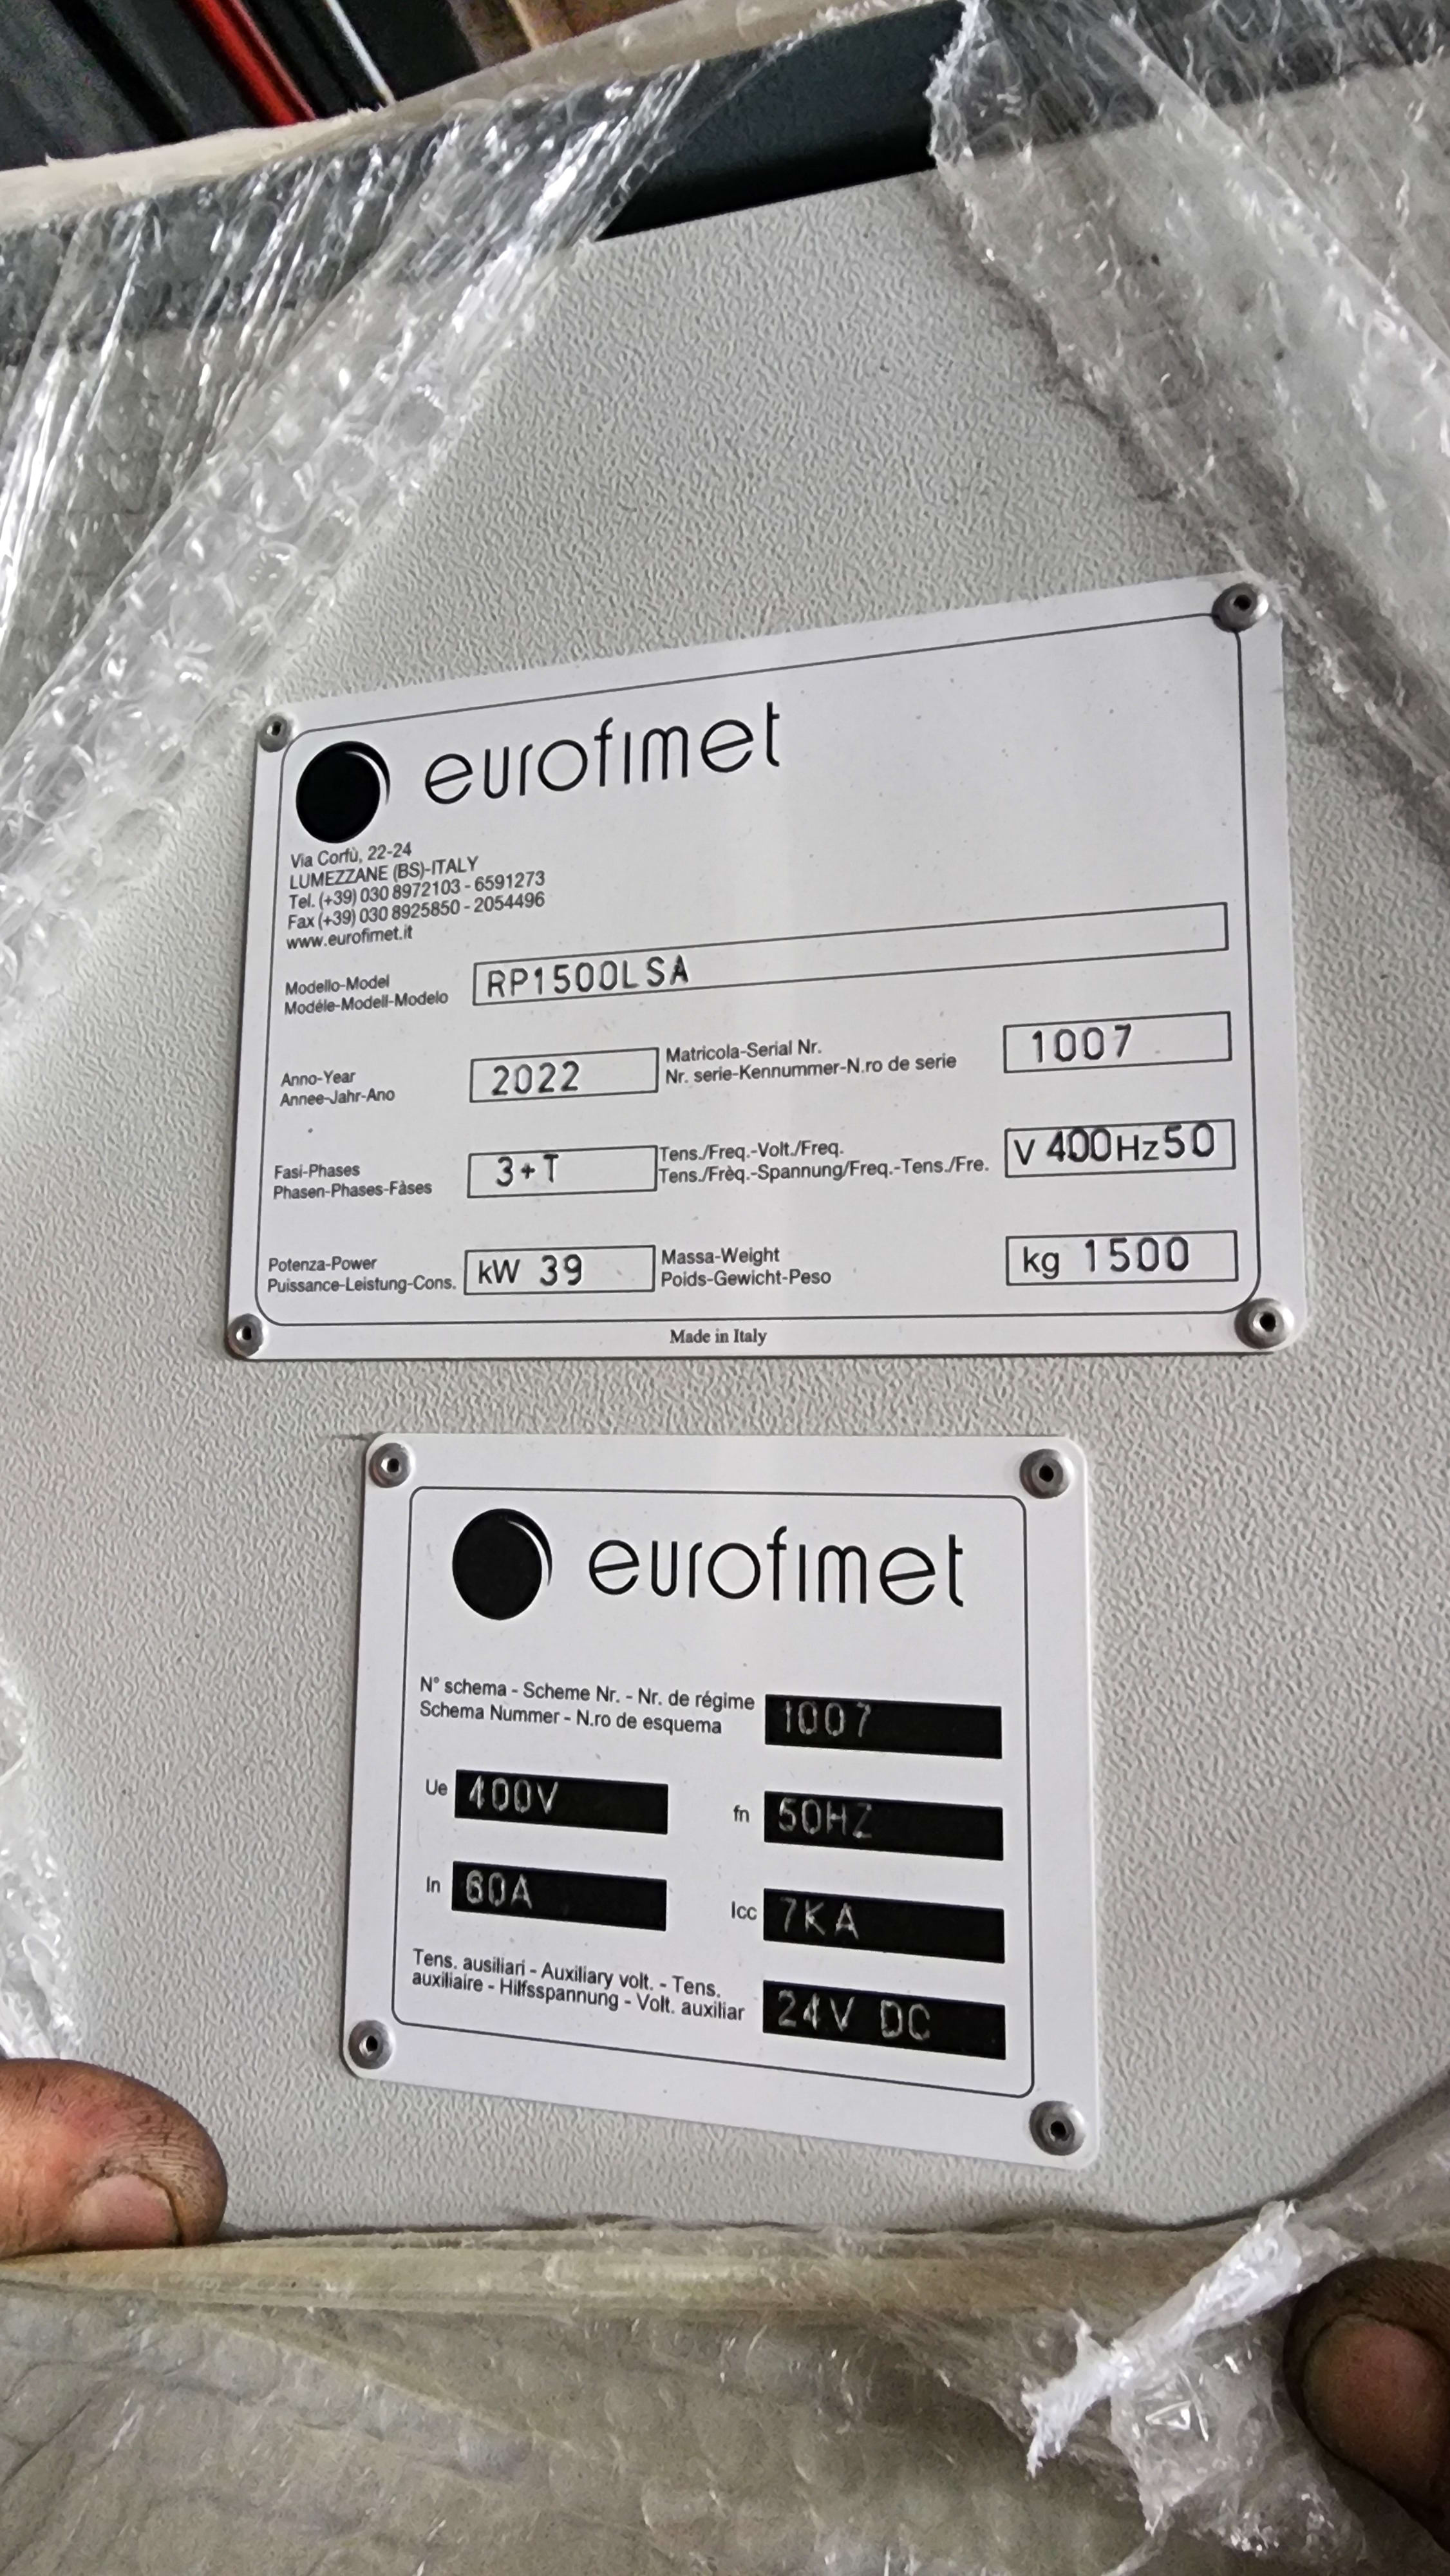 eurofimet
Via Corfù, 22-24
LUMEZZANE (BS)-ITALY
Tel. (+39) 030 8972103 - 6591273
Fax (+39) 030 8925850 - 2054496
www.eurofimet.it
Modello-Model
Modéle-Modell-Modelo
RP1500LSA
Anno-Year
Annee-Jahr-Ano
2022
Matricola-Serial Nr.
Nr. serie-Kennummer-N.ro de serie
1007
Fasi-Phases
Phasen-Phases-Fàses
3+T
Tens./Freq.-Volt./Freq.
Tens./Frèq.-Spannung/Freq.-Tens./Fre.
V 400Hz50
Potenza-Power
Puissance-Leistung-Cons.
kW 39
Massa-Weight
Poids-Gewicht-Peso
kg 1500
Made in Italy
eurofimet
N° schema - Scheme Nr. - Nr. de régime
Schema Nummer - N.ro de esquema
1007
Ue 400V
fn 50HZ
In 60A
Icc 7KA
Tens. ausiliari - Auxiliary volt. - Tens.
auxiliaire - Hilfsspannung - Volt. auxiliar
24V DC